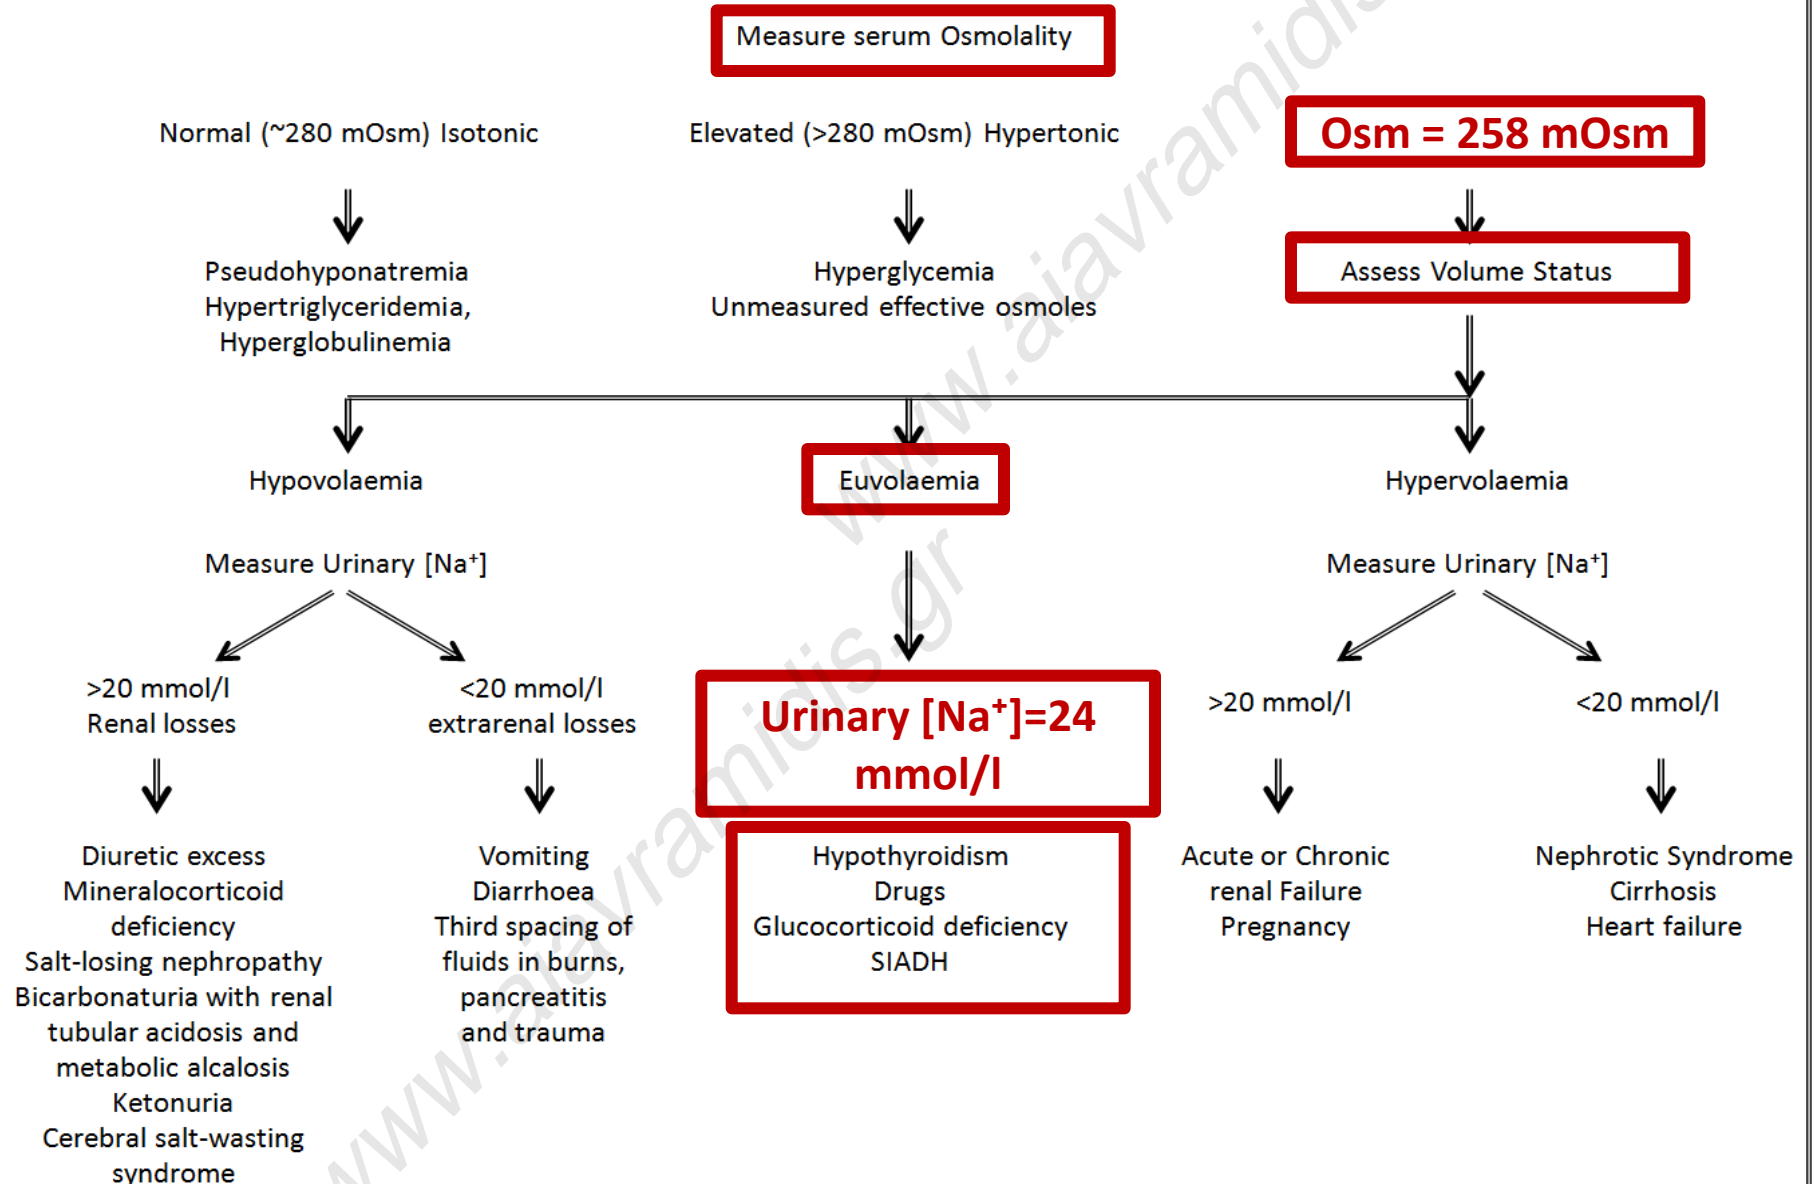 Measure serum Osmolality
Normal (~280 mOsm) Isotonic
Elevated (>280 mOsm) Hypertonic
Osm = 258 mOsm
Pseudohyponatremia
Hypertriglyceridemia,
Hyperglobulinemia
Hyperglycemia
Unmeasured effective osmoles
Assess Volume Status
Hypovolaemia
Euvolaemia
Hypervolaemia
Measure Urinary [Na⁺]
Measure Urinary [Na⁺]
>20 mmol/l
Renal losses
<20 mmol/l
extrarenal losses
Urinary [Na⁺]=24
mmol/l
>20 mmol/l
<20 mmol/l
Diuretic excess
Mineralocorticoid
deficiency
Salt-losing nephropathy
Bicarbonaturia with renal
tubular acidosis and
metabolic alcalosis
Ketonuria
Cerebral salt-wasting
syndrome
Vomiting
Diarrhoea
Third spacing of
fluids in burns,
pancreatitis
and trauma
Hypothyroidism
Drugs
Glucocorticoid deficiency
SIADH
Acute or Chronic
renal Failure
Pregnancy
Nephrotic Syndrome
Cirrhosis
Heart failure
www.aiavramidis
www.aiavramidis.gr